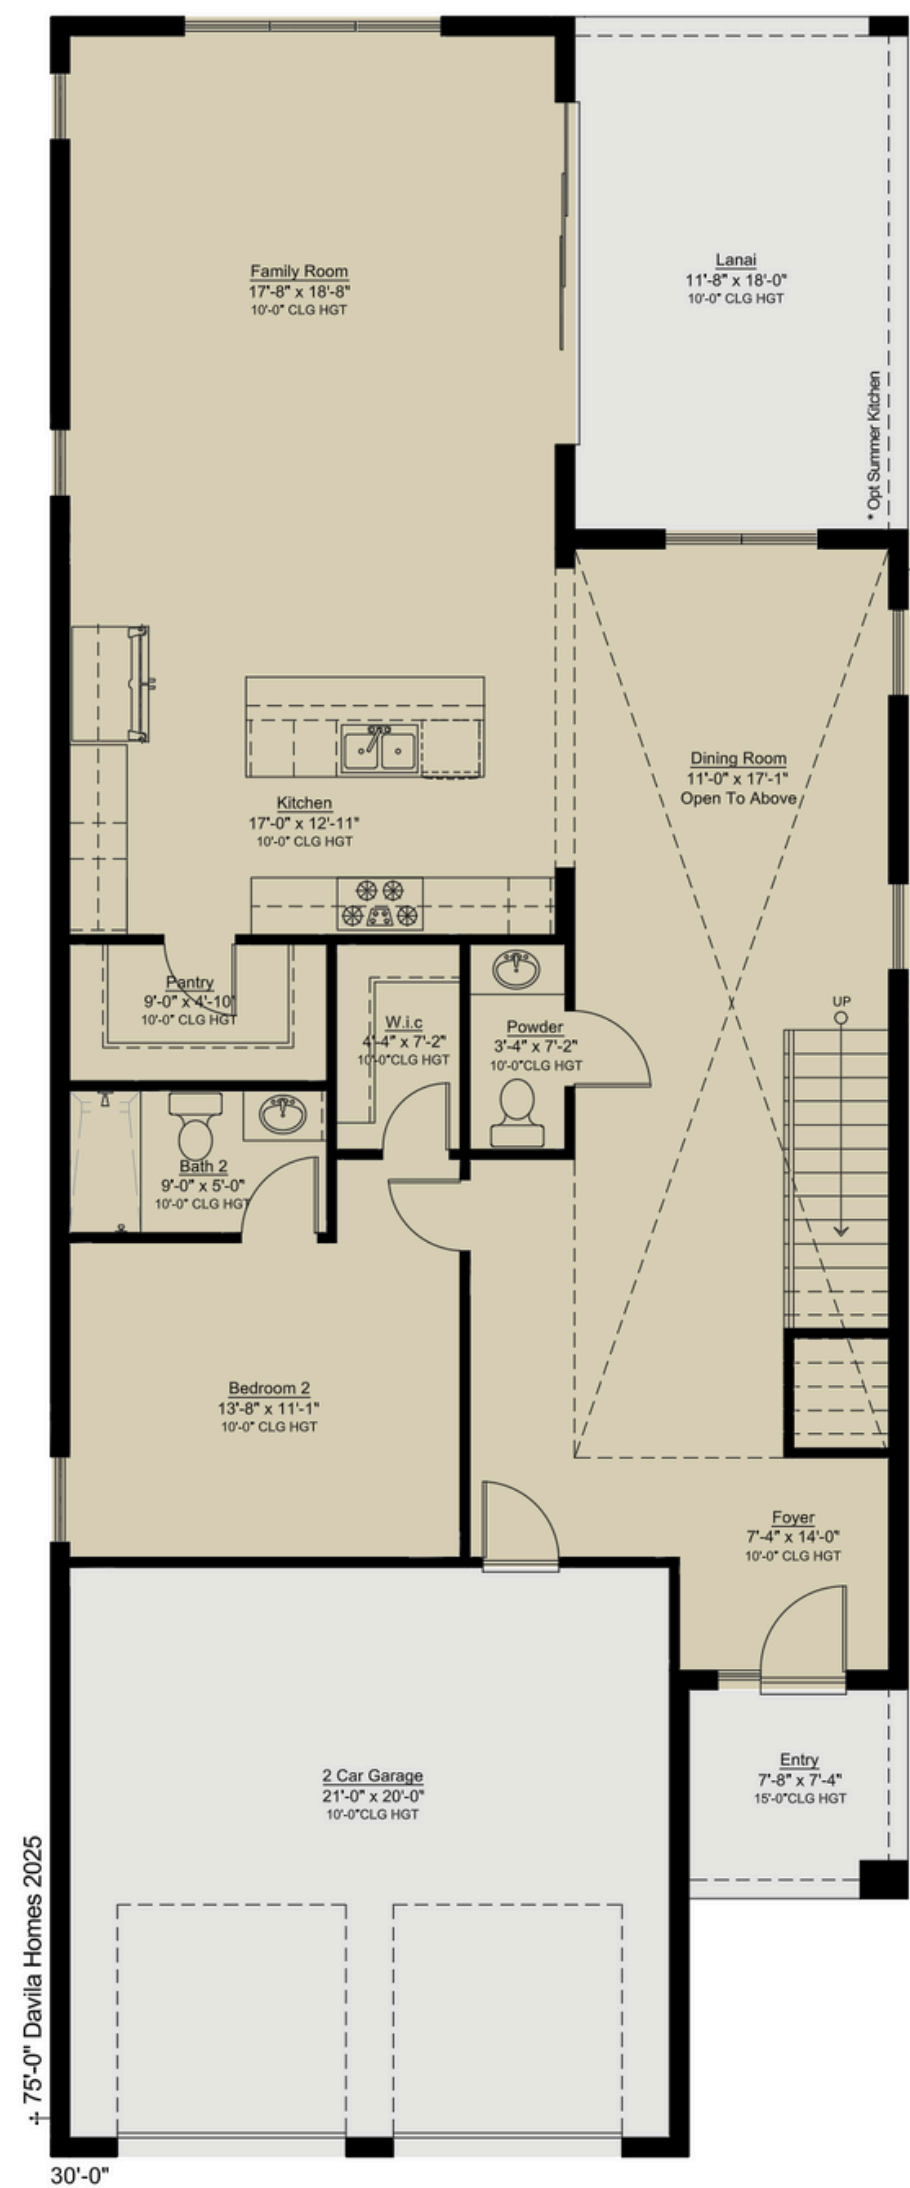 Family Room
17'-8" x 18'-8"
10'-0" CLG HGT
Lanai
11'-8" x 18'-0"
10'-0" CLG HGT
* Opt Summer Kitchen
Dining Room
11'-0" x 17'-1"
Open To Above
Kitchen
17'-0" x 12'-11"
10'-0" CLG HGT
Pantry
9'-0" x 4'-10"
10'-0" CLG HGT
W.i.c
4'-4" x 7'-2"
10'-0"CLG HGT
Powder
3'-4" x 7'-2"
10'-0" CLG HGT
UP
Bath 2
9'-0" x 5'-0"
10'-0" CLG HGT
Bedroom 2
13'-8" x 11'-1"
10'-0" CLG HGT
Foyer
7'-4" x 14'-0"
10'-0" CLG HGT
Entry
7'-8" x 7'-4"
15'-0"CLG HGT
2 Car Garage
21'-0" x 20'-0"
10'-0"CLG HGT
75'-0" Davila Homes 2025
30'-0"